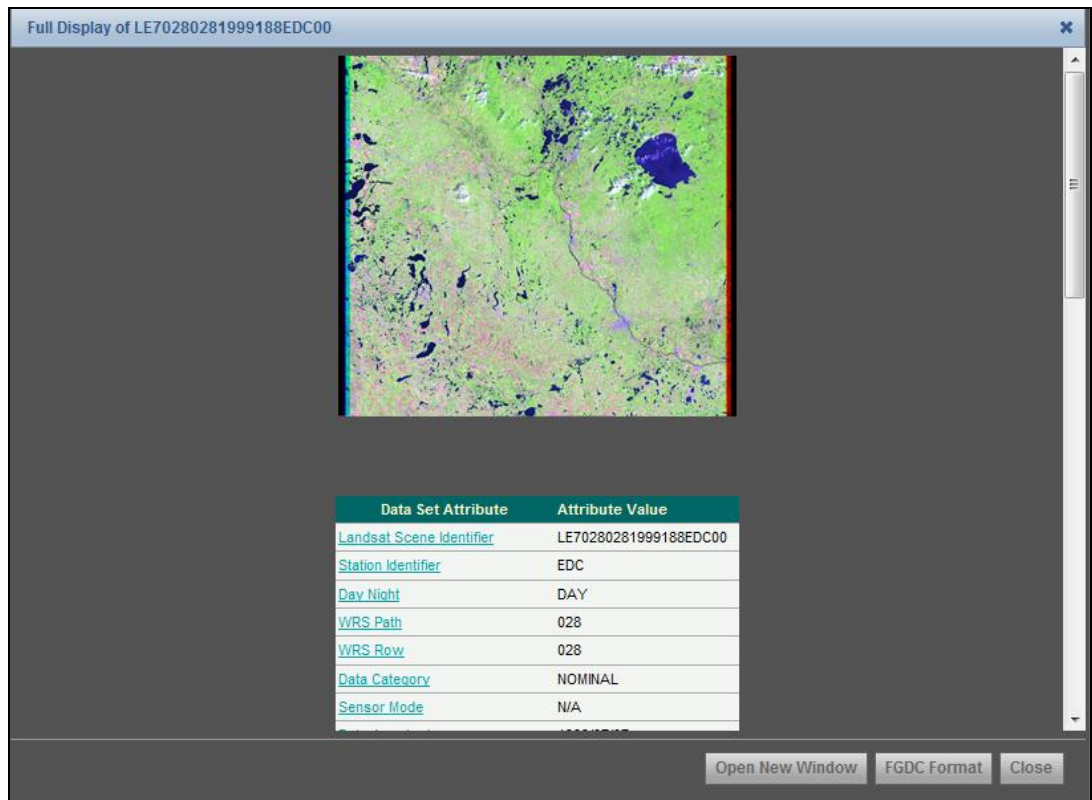 Full Display of LE70280281999188EDC00
Data Set Attribute Attribute Value
Landsat Scene Identifier LE70280281999188EDC00
Station Identifier EDC
Day Night DAY
WRS Path 028
WRS Row 028
Data Category NOMINAL
Sensor Mode N/A
Open New Window FGDC Format Close